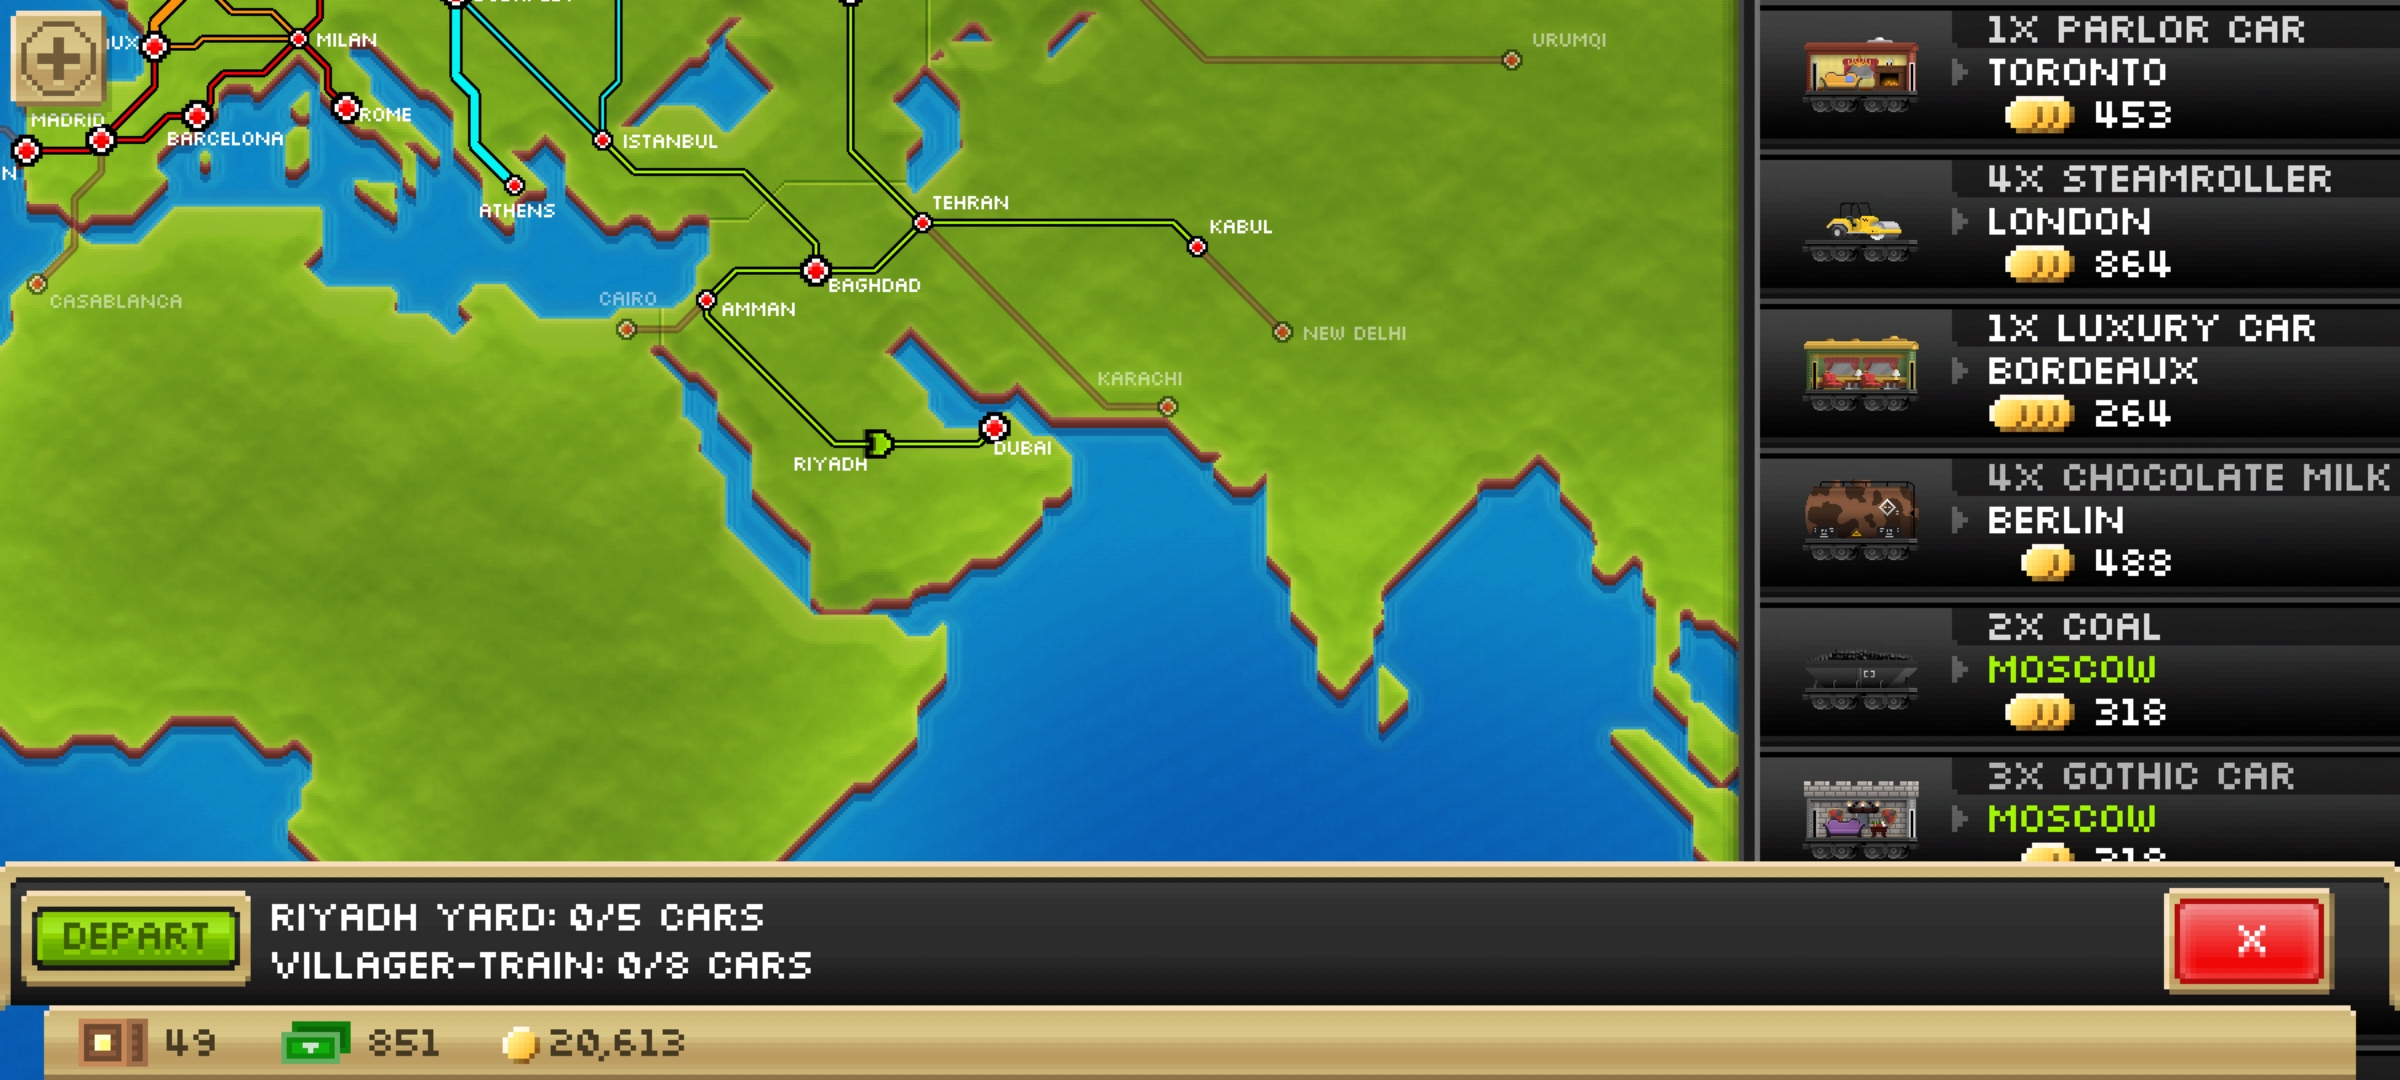 UX
MILAN
MADRID
BARCELONA
ROME
N
ATHENS
ISTANBUL
CASABLANCA
CAIRO
AMMAN
BAGHDAD
TEHRAN
KABUL
NEW DELHI
KARACHI
DUBAI
RIYADH
URUMQI
1X PARLOR CAR
TORONTO
453
4X STEAMROLLER
LONDON
864
1X LUXURY CAR
BORDEAUX
264
4X CHOCOLATE MILK
BERLIN
488
2X COAL
MOSCOW
318
3X GOTHIC CAR
MOSCOW
DEPART
RIYADH YARD: 0/5 CARS
VILLAGER-TRAIN: 0/8 CARS
X
49
851
20,613